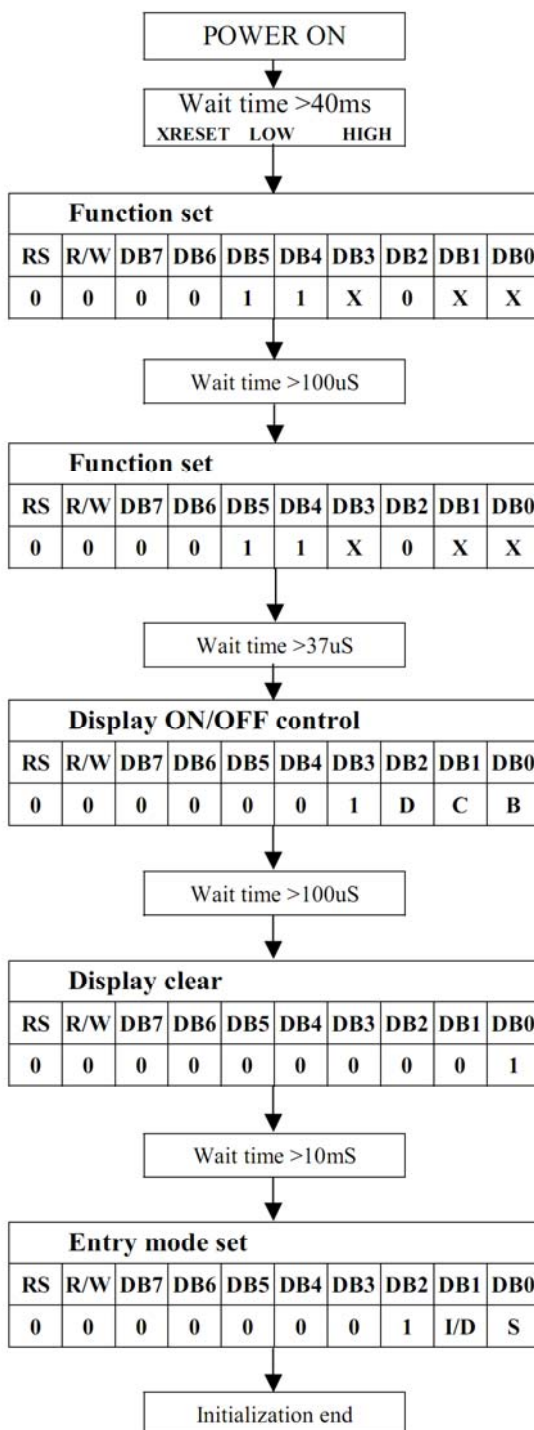 POWER ON
Wait time >40ms
XRESET LOW HIGH
Function set
RS R/W DB7 DB6 DB5 DB4 DB3 DB2 DB1 DB0
0 0 0 0 1 1 X 0 X X
Wait time >100uS
Function set
RS R/W DB7 DB6 DB5 DB4 DB3 DB2 DB1 DB0
0 0 0 0 1 1 X 0 X X
Wait time >37uS
Display ON/OFF control
RS R/W DB7 DB6 DB5 DB4 DB3 DB2 DB1 DB0
0 0 0 0 0 0 1 D C B
Wait time >100uS
Display clear
RS R/W DB7 DB6 DB5 DB4 DB3 DB2 DB1 DB0
0 0 0 0 0 0 0 0 0 1
Wait time >10mS
Entry mode set
RS R/W DB7 DB6 DB5 DB4 DB3 DB2 DB1 DB0
0 0 0 0 0 0 0 1 I/D S
Initialization end